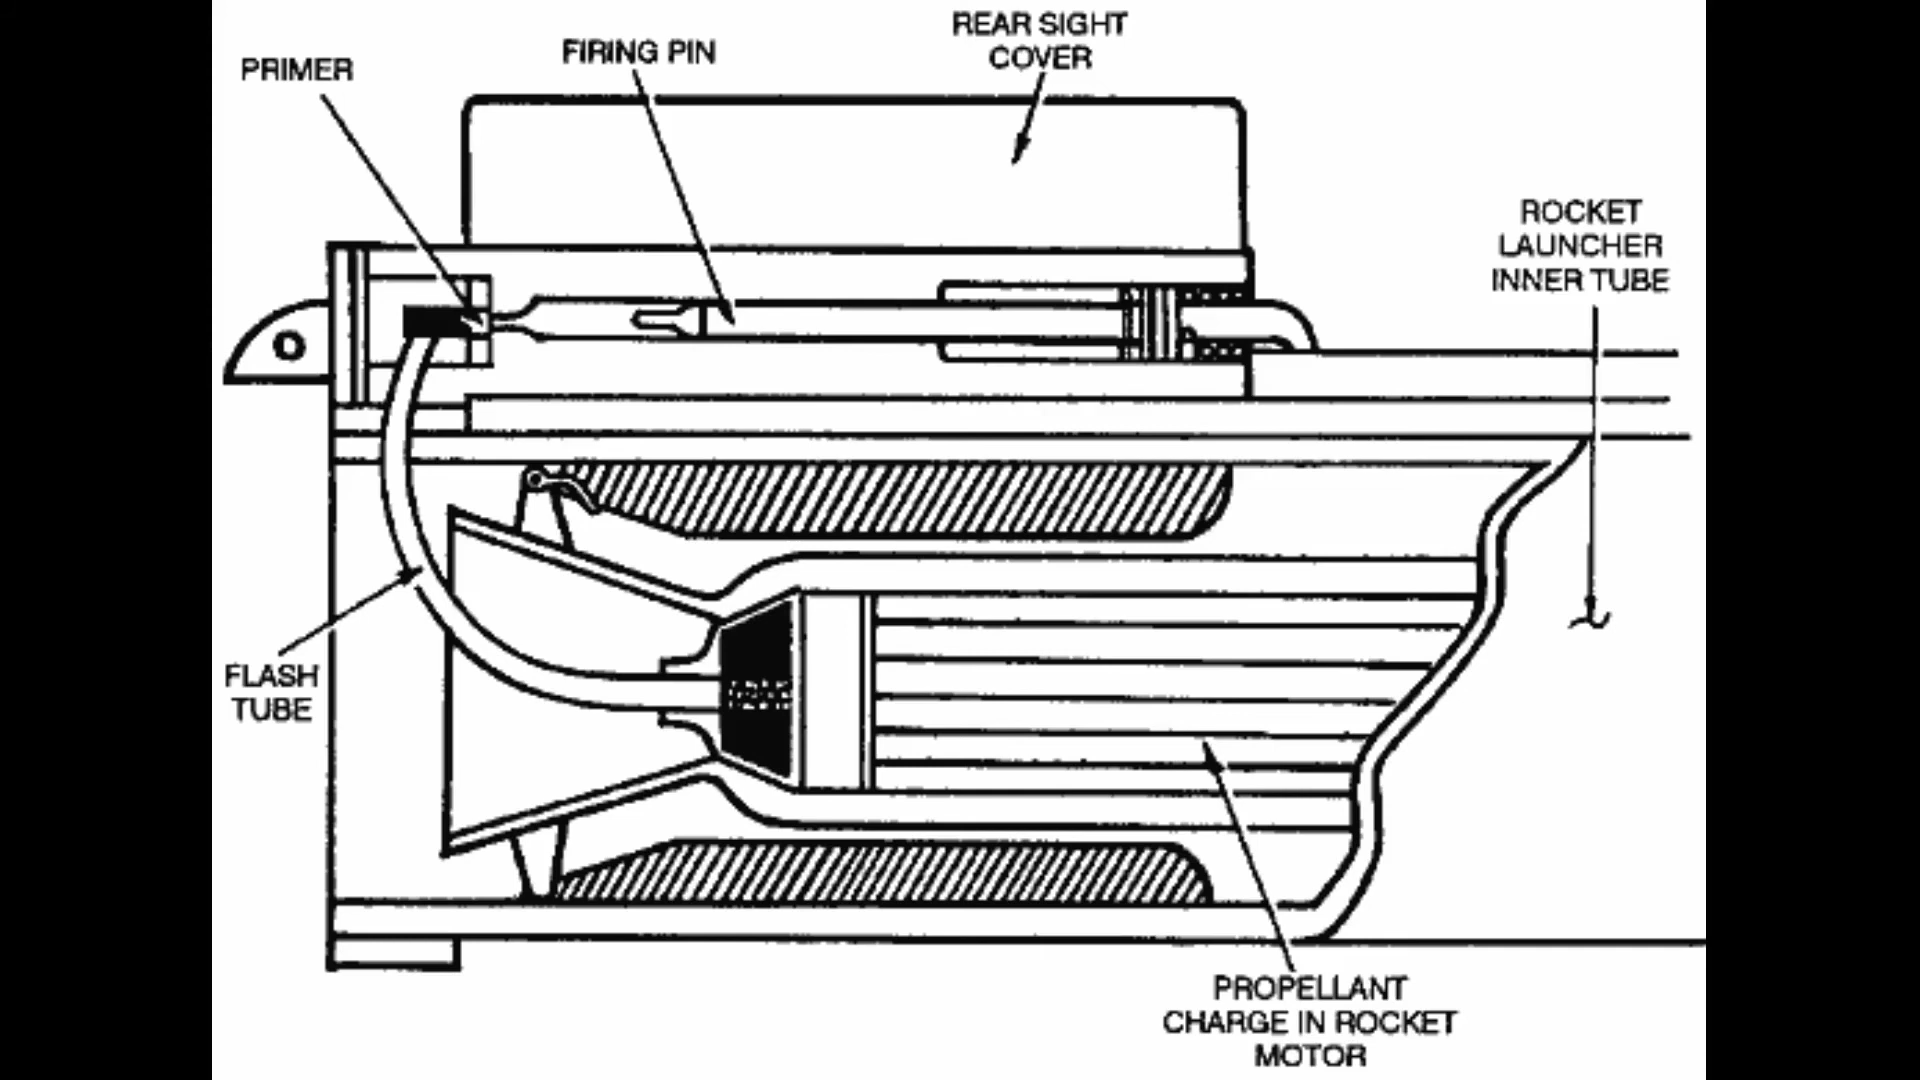 PRIMER
FIRING PIN
REAR SIGHT
COVER
ROCKET
LAUNCHER
INNER TUBE
FLASH
TUBE
PROPELLANT
CHARGE IN ROCKET
MOTOR